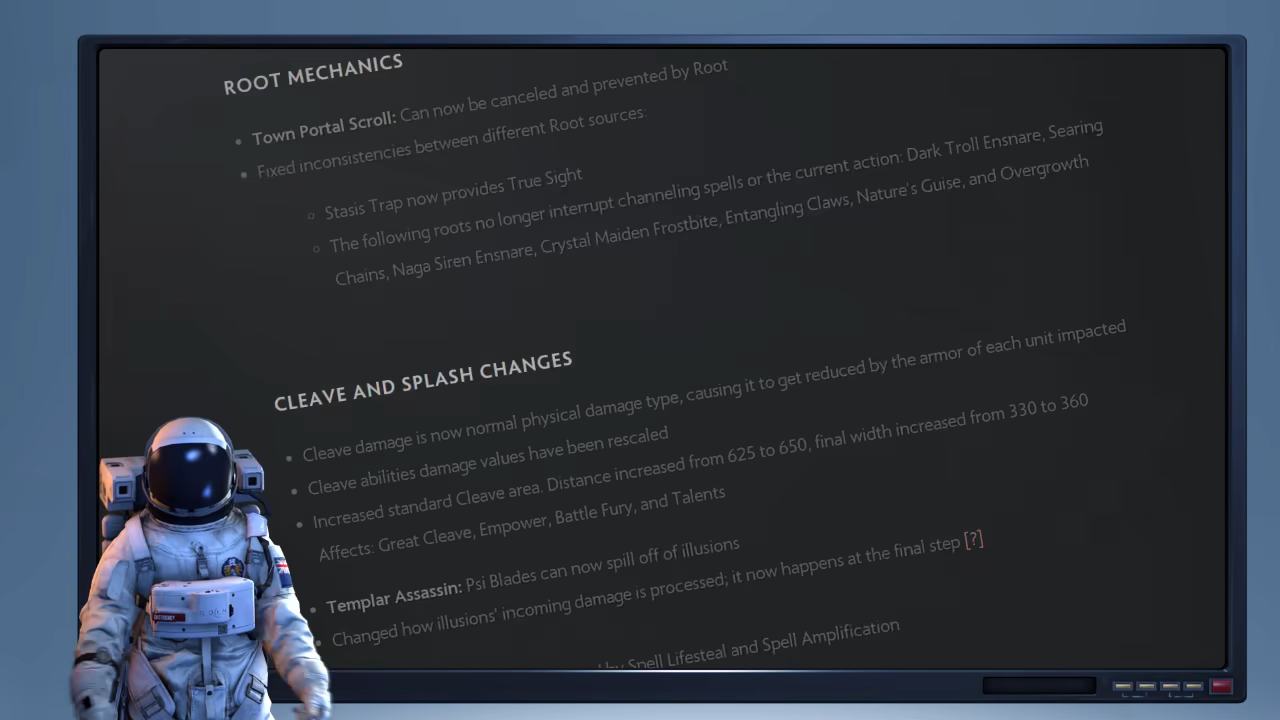 ROOT MECHANICS
Town Portal Scroll: Can now be canceled and prevented by Root
Fixed inconsistencies between different Root sources:
Stasis Trap now provides True Sight
The following roots no longer interrupt channeling spells or the current action: Dark Troll Ensnare, Searing
Chains, Naga Siren Ensnare, Crystal Maiden Frostbite, Entangling Claws, Nature's Guise, and Overgrowth
CLEAVE AND SPLASH CHANGES
Cleave damage is now normal physical damage type, causing it to get reduced by the armor of each unit impacted
Cleave abilities damage values have been rescaled
Increased standard Cleave area. Distance increased from 625 to 650, final width increased from 330 to 360
Affects: Great Cleave, Empower, Battle Fury, and Talents
Templar Assassin: Psi Blades can now spill off of illusions
Changed how illusions' incoming damage is processed; it now happens at the final step [?]
by Spell Lifesteal and Spell Amplification